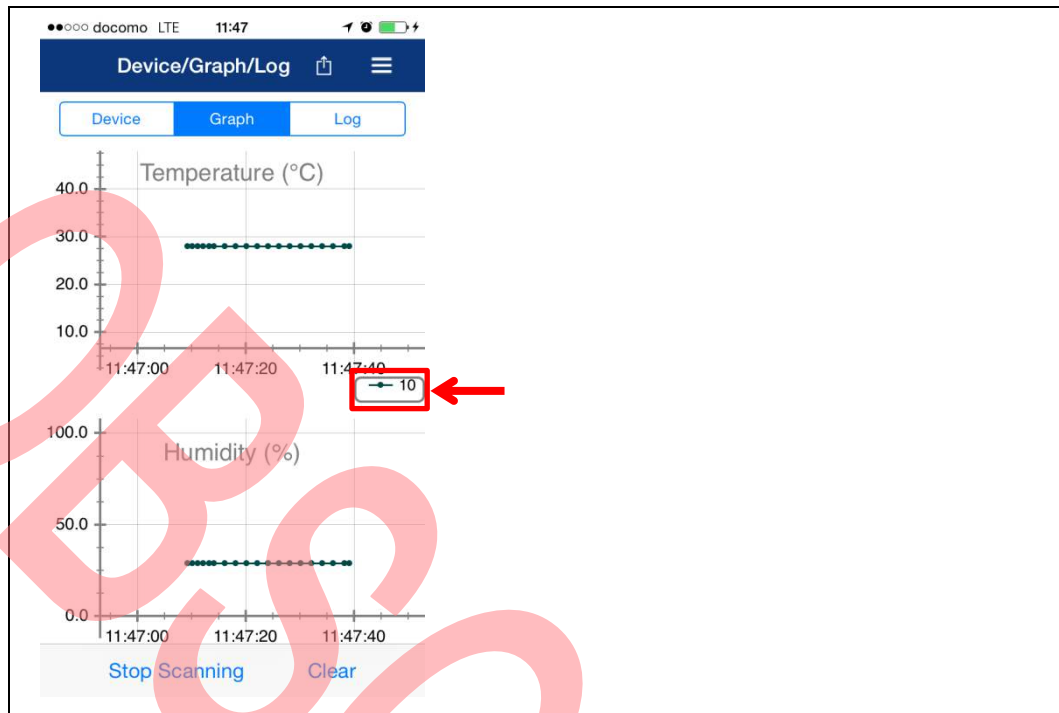 docomo LTE 11:47
Device/Graph/Log
Device Graph Log
Temperature (°C)
40.0
30.0
20.0
10.0
11:47:00 11:47:20 11:47:40
10
100.0
Humidity (%)
50.0
0.0
11:47:00 11:47:20 11:47:40
Stop Scanning Clear